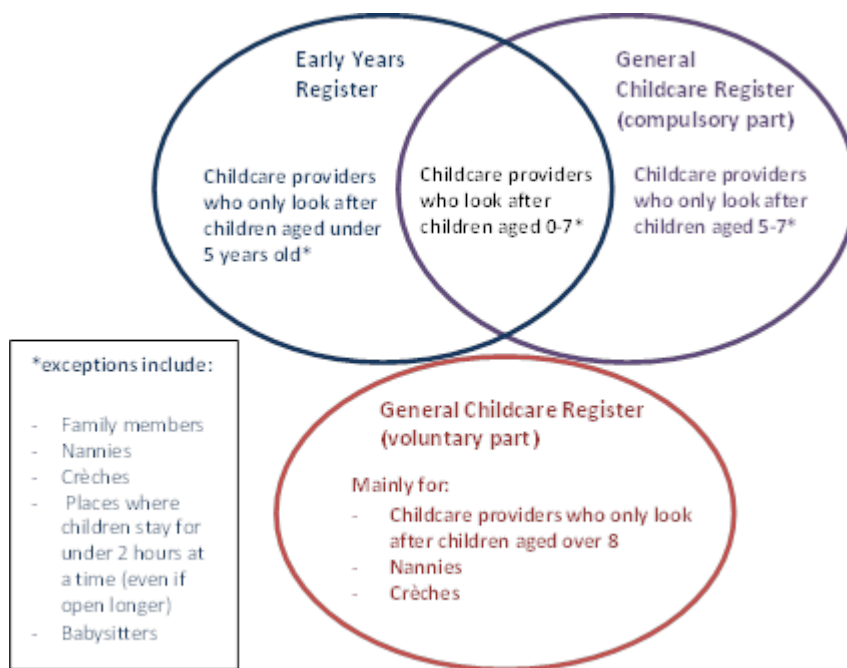 Early Years
Register
Childcare providers
who only look after
children aged under
5 years old*
Childcare providers
who look after
children aged 0-7*
General
Childcare Register
(compulsory part)
Childcare providers
who only look after
children aged 5-7*
*exceptions include:
- Family members
- Nannies
- Crèches
- Places where
children stay for
under 2 hours at
a time (even if
open longer)
- Babysitters
General Childcare Register
(voluntary part)
Mainly for:
- Childcare providers who only look
after children aged over 8
- Nannies
- Crèches